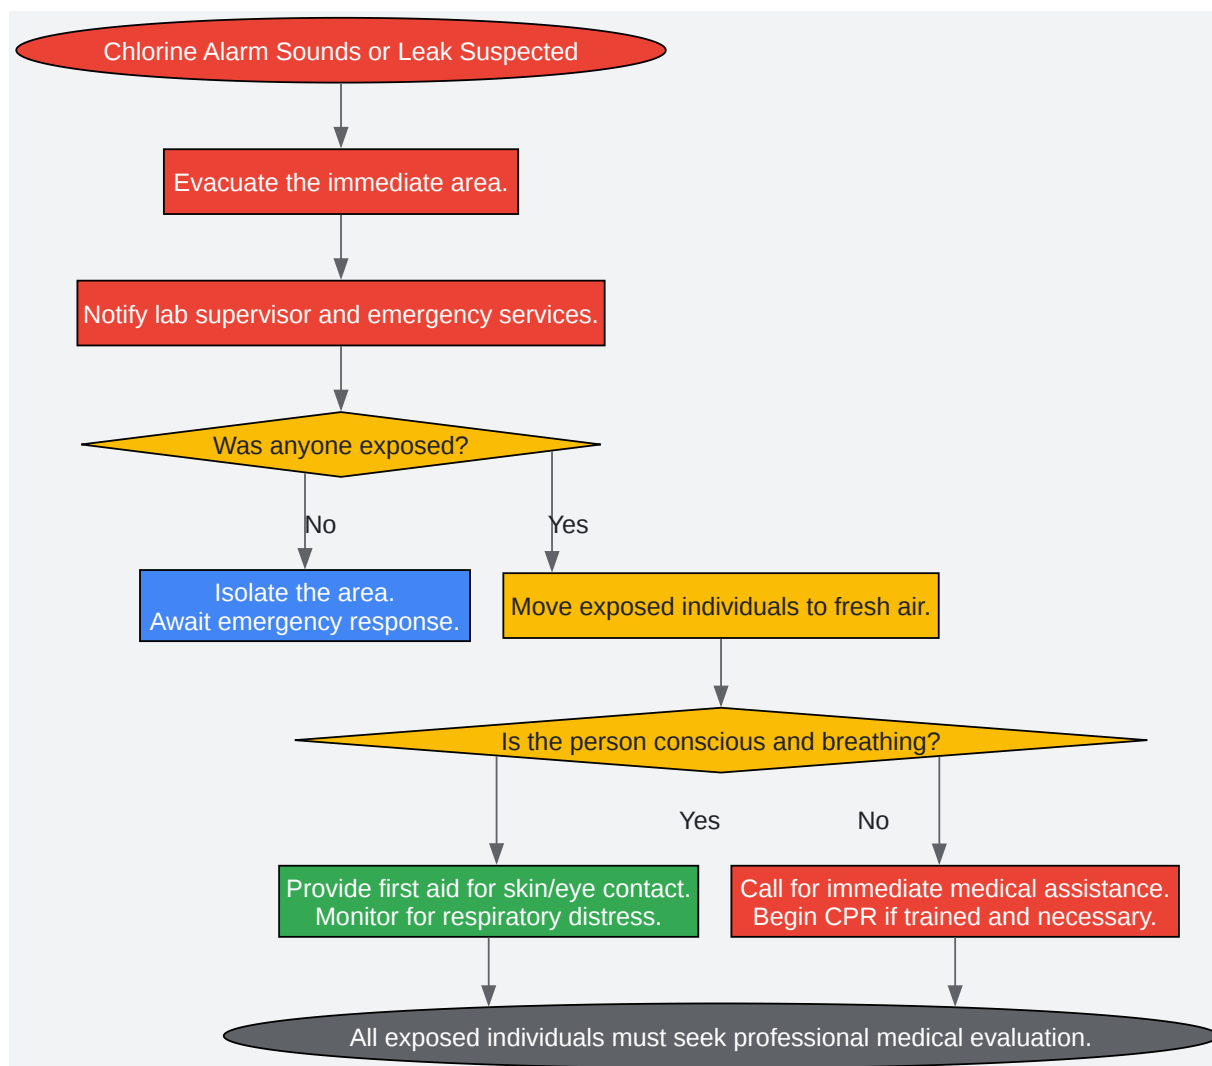 Chlorine Alarm Sounds or Leak Suspected
Evacuate the immediate area.
Notify lab supervisor and emergency services.
Was anyone exposed?
No
Yes
Isolate the area.
Await emergency response.
Move exposed individuals to fresh air.
Is the person conscious and breathing?
Yes
No
Provide first aid for skin/eye contact.
Monitor for respiratory distress.
Call for immediate medical assistance.
Begin CPR if trained and necessary.
All exposed individuals must seek professional medical evaluation.